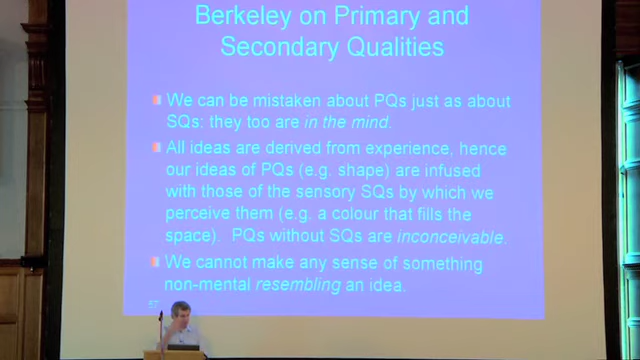 Berkeley on Primary and
Secondary Qualities
We can be mistaken about PQs just as about
SQs: they too are in the mind.
All ideas are derived from experience, hence
our ideas of PQs (e.g. shape) are infused
with those of the sensory SQs by which we
perceive them (e.g. a colour that fills the
space). PQs without SQs are inconceivable.
We cannot make any sense of something
non-mental resembling an idea.